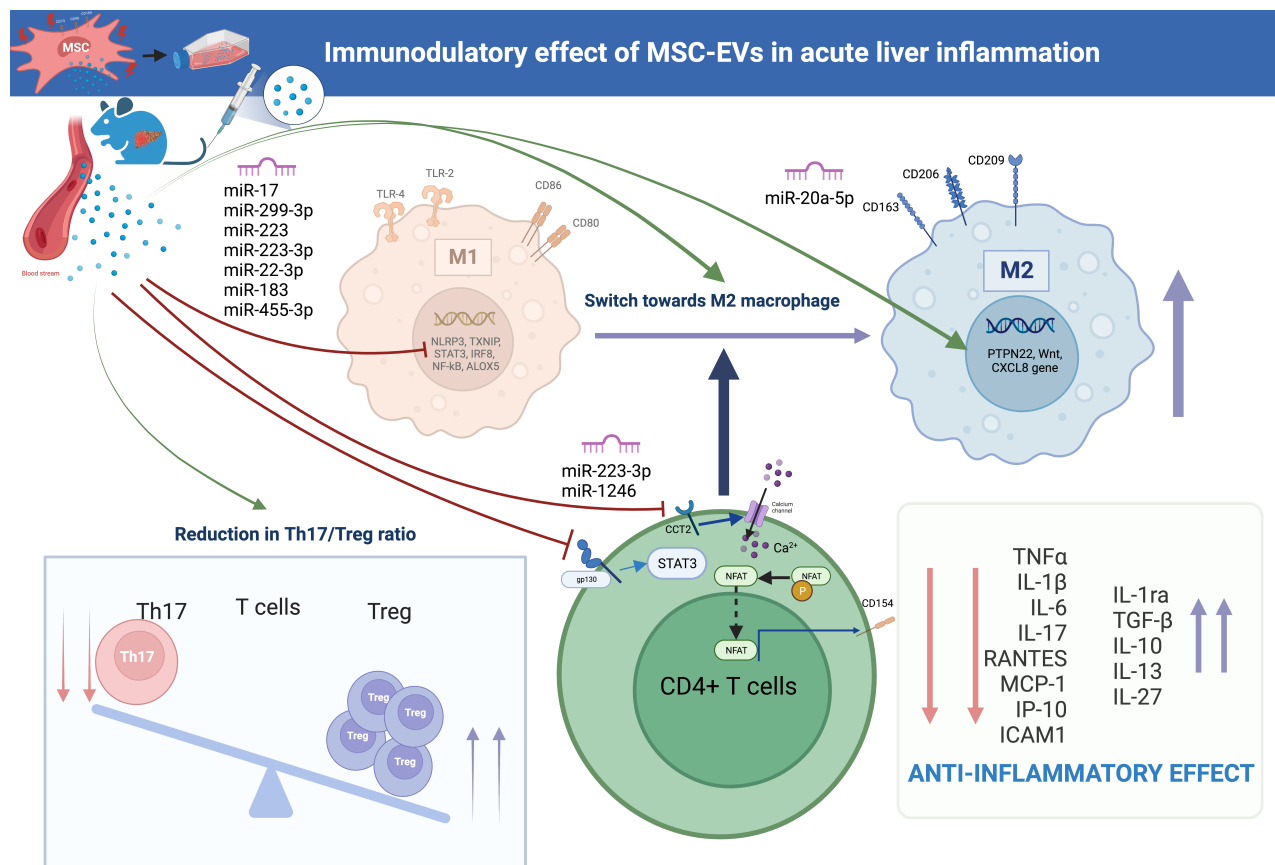 MSC
Immunodulatory effect of MSC-EVs in acute liver inflammation
Blood stream
miR-17
miR-299-3p
miR-223
miR-223-3p
miR-22-3p
miR-183
miR-455-3p
TLR-4
TLR-2
CD86
CD80
M1
NLRP3, TXNIP,
STAT3, IRF8,
NF-kB, ALOX5
Switch towards M2 macrophage
miR-20a-5p
CD163
CD206
CD209
M2
PTPN22, Wnt,
CXCL8 gene
miR-223-3p
miR-1246
Reduction in Th17/Treg ratio
Th17
T cells
Treg
Th17
Treg
Treg
Treg
Treg
CCT2
Calcium
channel
Ca2+
gp130
STAT3
NFAT
NFAT
P
NFAT
CD154
CD4+ T cells
TNFα
IL-1β
IL-6
IL-17
RANTES
MCP-1
IP-10
ICAM1
IL-1ra
TGF-β
IL-10
IL-13
IL-27
ANTI-INFLAMMATORY EFFECT